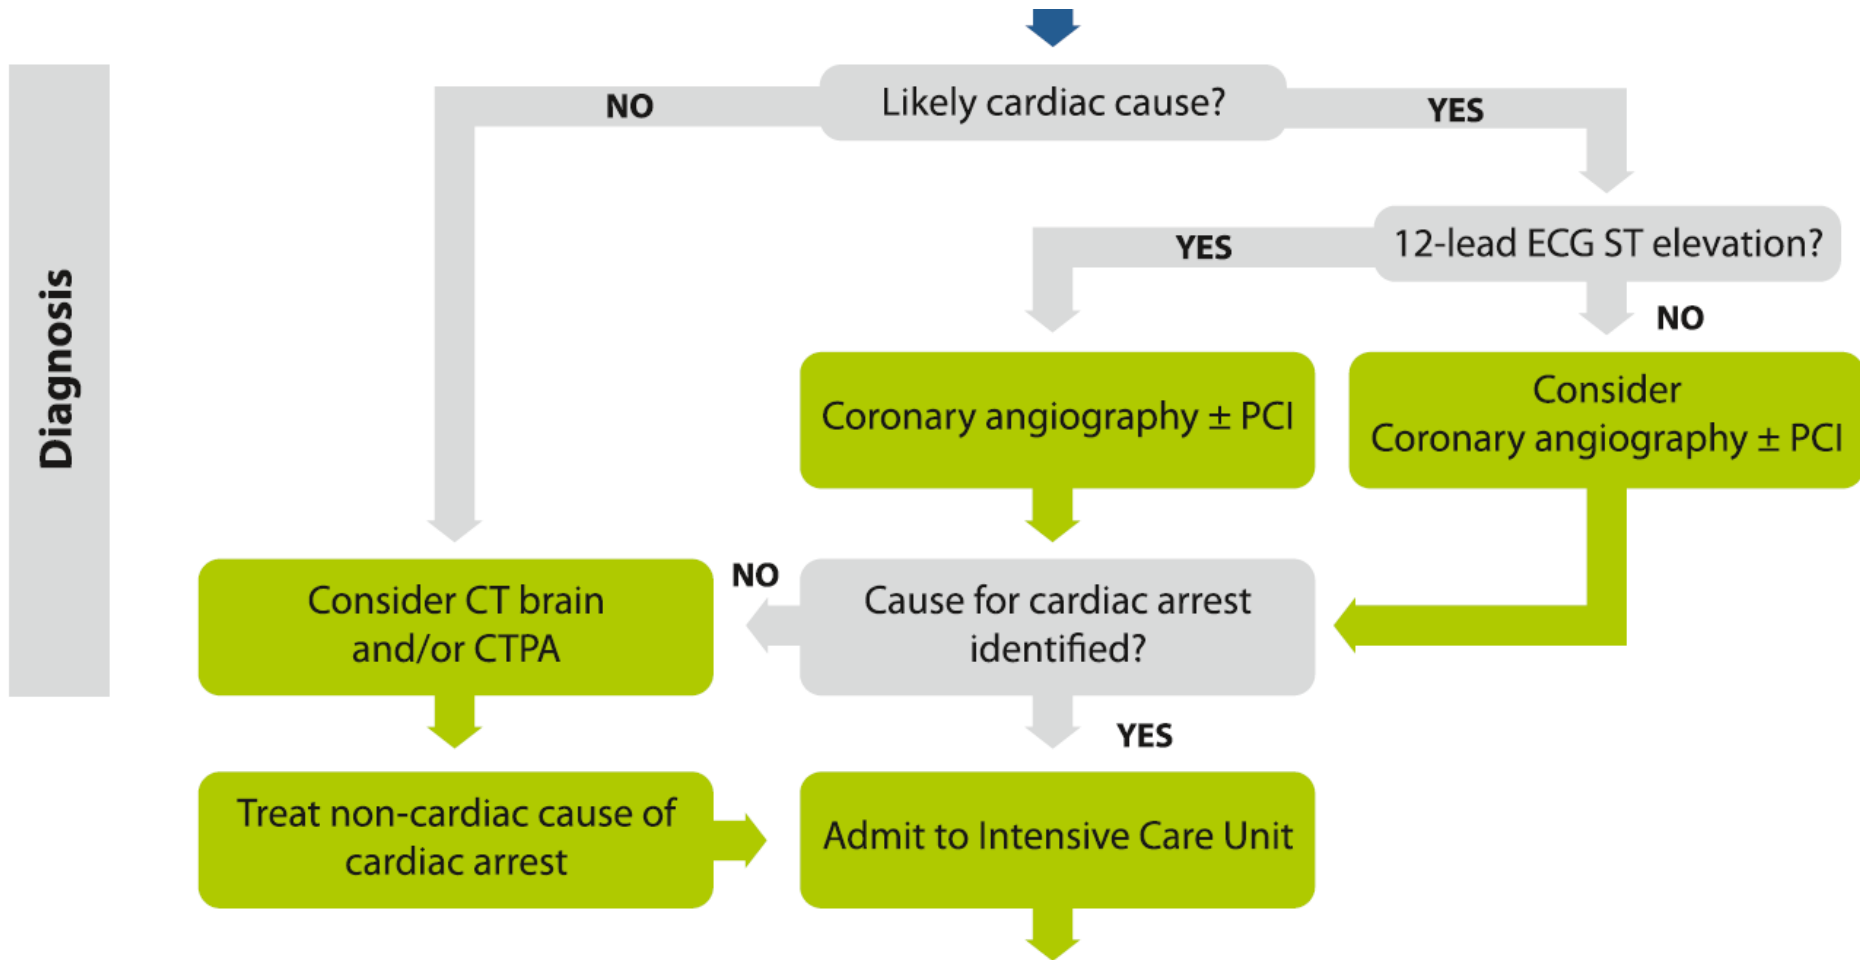 Diagnosis
Likely cardiac cause?
NO
YES
12-lead ECG ST elevation?
YES
NO
Coronary angiography ± PCI
Consider
Coronary angiography ± PCI
Consider CT brain
and/or CTPA
NO
Cause for cardiac arrest
identified?
YES
Treat non-cardiac cause of
cardiac arrest
Admit to Intensive Care Unit